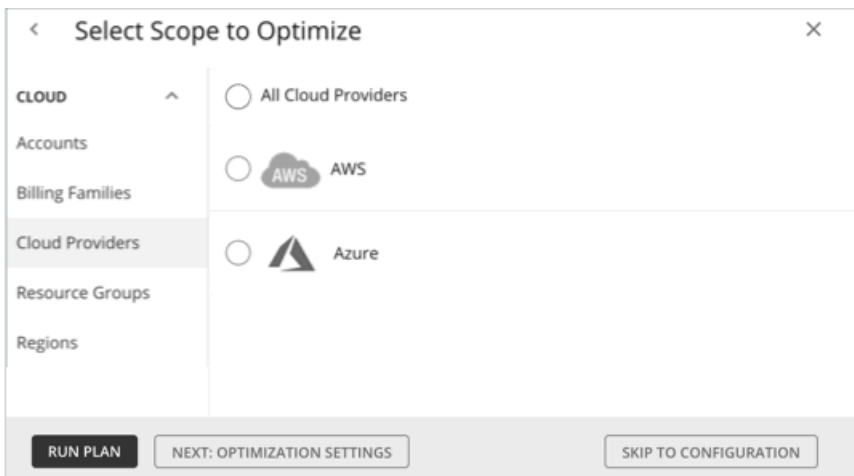 Select Scope to Optimize
CLOUD
Accounts
Billing Families
Cloud Providers
Resource Groups
Regions
All Cloud Providers
AWS AWS
Azure
RUN PLAN
NEXT: OPTIMIZATION SETTINGS
SKIP TO CONFIGURATION